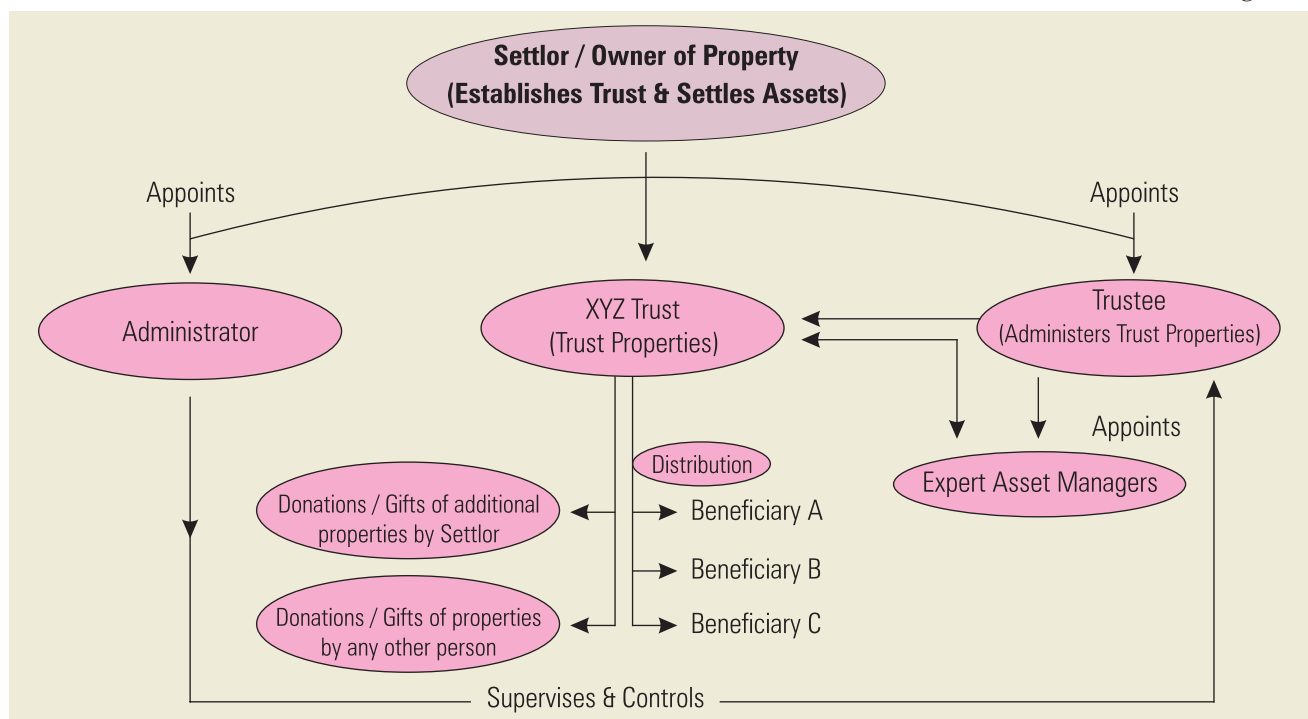 Settlor / Owner of Property
(Establishes Trust & Settles Assets)
Appoints
Appoints
Administrator
XYZ Trust
(Trust Properties)
Trustee
(Administers Trust Properties)
Appoints
Distribution
Expert Asset Managers
Donations / Gifts of additional
properties by Settlor
Beneficiary A
Beneficiary B
Donations / Gifts of properties
by any other person
Beneficiary C
Supervises & Controls